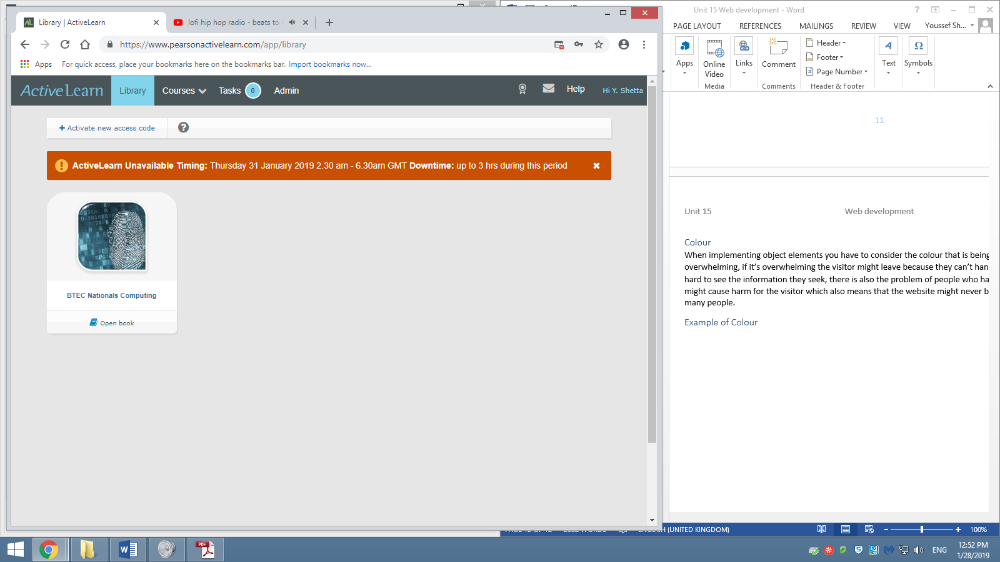 Library | ActiveLearn
lofi hip hop radio - beats to
https://www.pearsonactivelearn.com/app/library
Apps
For quick access, place your bookmarks here on the bookmarks bar. Import bookmarks now...
ActiveLearn
Library
Courses
Tasks
0
Admin
Help
Hi Y. Shetta
+ Activate new access code
?
ActiveLearn Unavailable Timing: Thursday 31 January 2019 2.30 am - 6.30am GMT Downtime: up to 3 hrs during this period
BTEC Nationals Computing
Open book
Unit 15 Web development - Word
PAGE LAYOUT
REFERENCES
MAILINGS
REVIEW
VIEW
Youssef Sh...
Apps
Online
Video
Links
Comment
Header
Footer
Page Number
Text
Symbols
Media
Comments
Header & Footer
11
Unit 15
Web development
Colour
When implementing object elements you have to consider the colour that is being
overwhelming, if it's overwhelming the visitor might leave because they can't han
hard to see the information they seek, there is also the problem of people who ha
might cause harm for the visitor which also means that the website might never b
many people.
Example of Colour
(UNITED KINGDOM)
100%
PDF
ENG
12:52 PM
1/28/2019